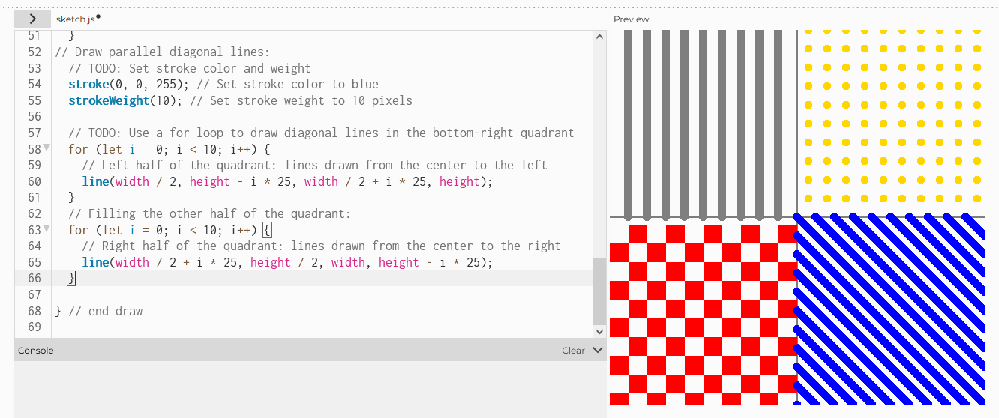 sketch.js
Preview
51 }
52 // Draw parallel diagonal lines:
53 // TODO: Set stroke color and weight
54 stroke(0, 0, 255); // Set stroke color to blue
55 strokeWeight(10); // Set stroke weight to 10 pixels
56
57 // TODO: Use a for loop to draw diagonal lines in the bottom-right quadrant
58 for (let i = 0; i < 10; i++) {
59 // Left half of the quadrant: lines drawn from the center to the left
60 line(width / 2, height - i * 25, width / 2 + i * 25, height);
61 }
62 // Filling the other half of the quadrant:
63 for (let i = 0; i < 10; i++) {
64 // Right half of the quadrant: lines drawn from the center to the right
65 line(width / 2 + i * 25, height / 2, width, height - i * 25);
66 }
67
68 } // end draw
69
Console
Clear